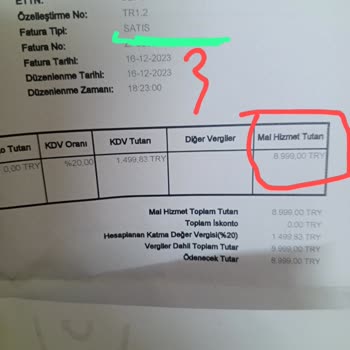 ETTN:
Özelleştirme No: TR1.2
Fatura Tipi: SATIS
Fatura No:
Fatura Tarihi: 16-12-2023
Düzenlenme Tarihi: 16-12-2023
Düzenlenme Zamanı: 18:23:00
3
Tutarı KDV Oranı KDV Tutarı Diğer Vergiler Mal Hizmet Tutarı
0,00 TRY %20,00 1.499,83 TRY 8.999,00 TRY
Mal Hizmet Toplam Tutarı 8.999,00 TRY
Toplam İskonto 0,00 TRY
Hesaplanan Katma Değer Vergisi(%20) 1.499,83 TRY
Vergiler Dahil Toplam Tutar 8.999,00 TRY
Ödenecek Tutar 8.999,00 TRY